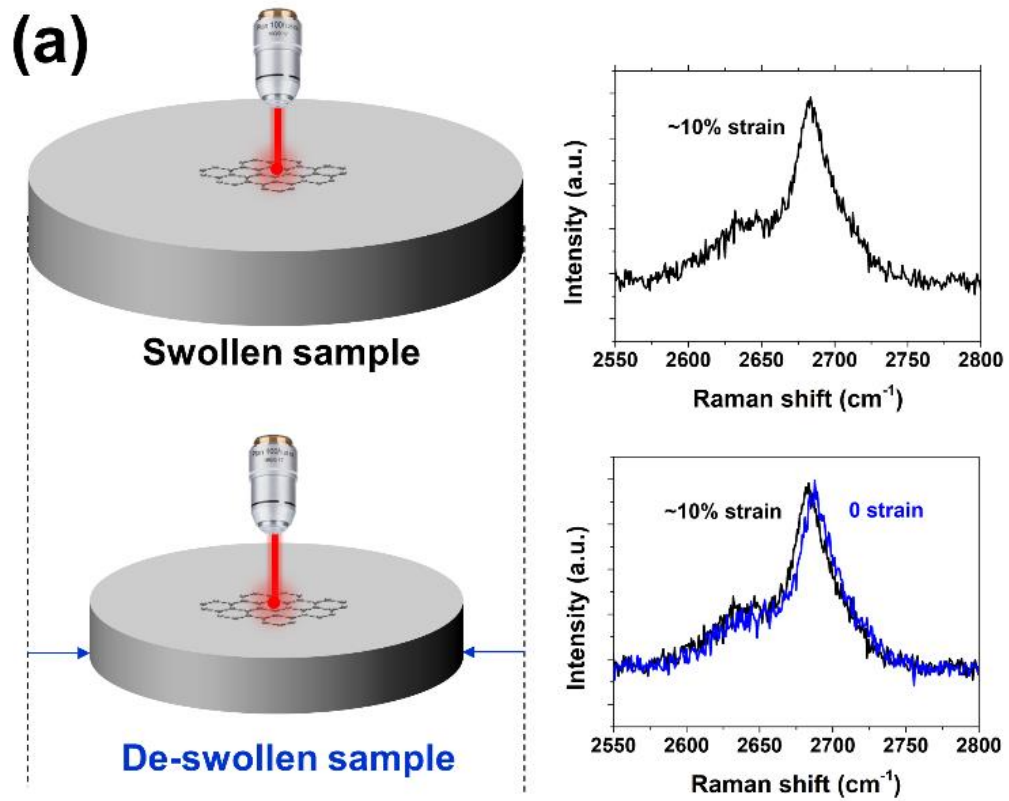 (a)
~10% strain
Intensity (a.u.)
2550 2600 2650 2700 2750 2800
Raman shift (cm⁻¹)
Swollen sample
~10% strain
0 strain
Intensity (a.u.)
2550 2600 2650 2700 2750 2800
Raman shift (cm⁻¹)
De-swollen sample